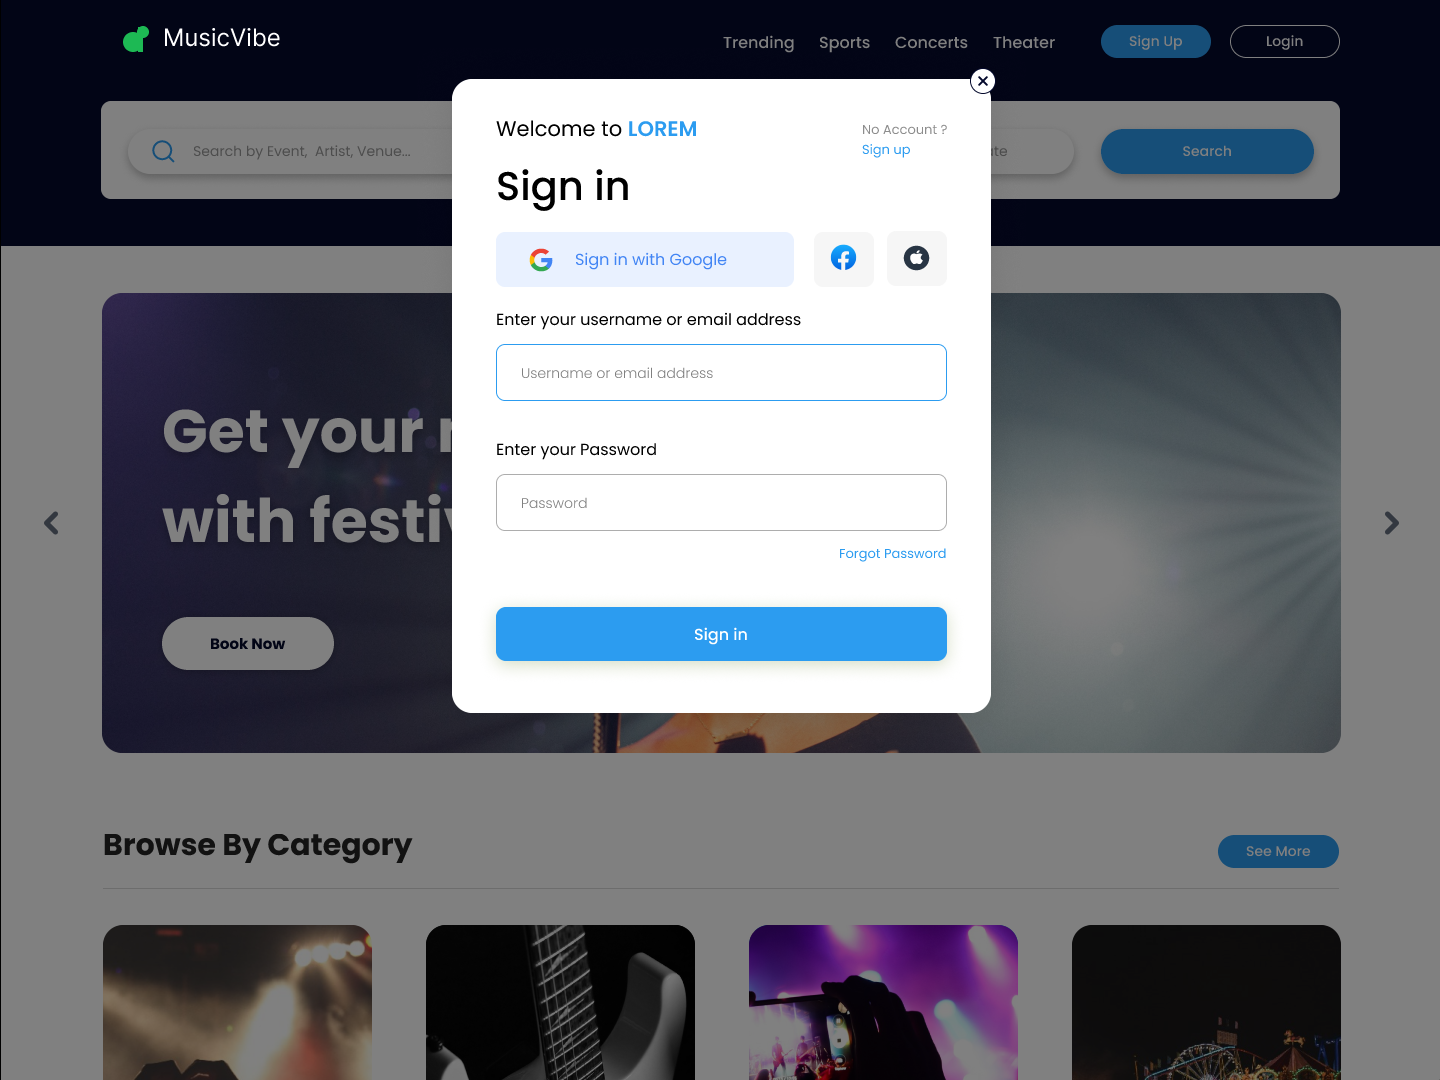 MusicVibe
Trending Sports Concerts Theater Sign Up Login
Search by Event, Artist, Venue... Search
Welcome to LOREM
No Account ?
Sign up
Sign in
Sign in with Google
Enter your username or email address
Username or email address
Enter your Password
Password
Forgot Password
Sign in
Get your
with
Book Now
Browse By Category
See More